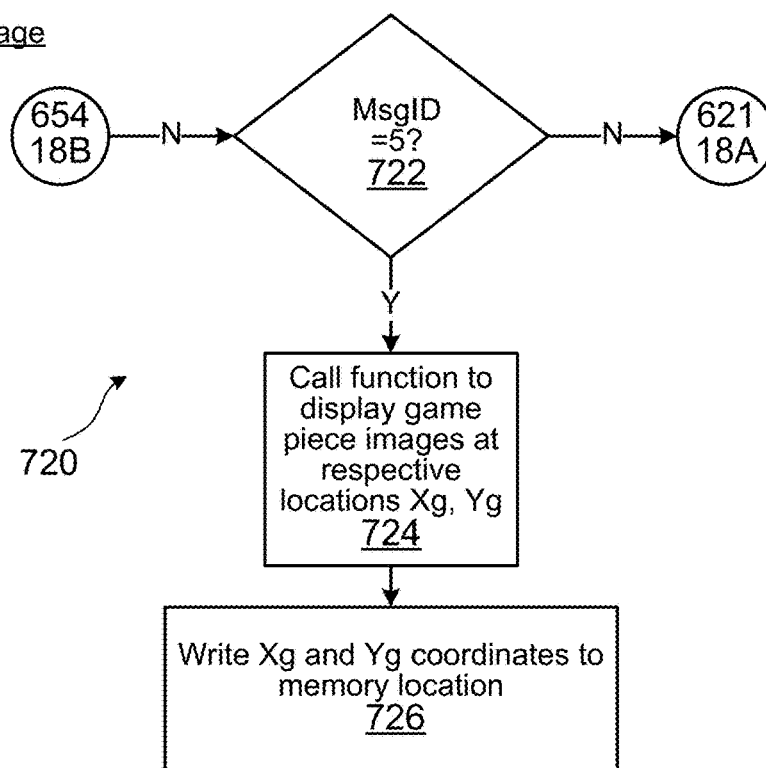 654
18B
N
MsgID
=5?
722
N
621
18A
Y
720
Call function to
display game
piece images at
respective
locations Xg, Yg
724
Write Xg and Yg coordinates to
memory location
726